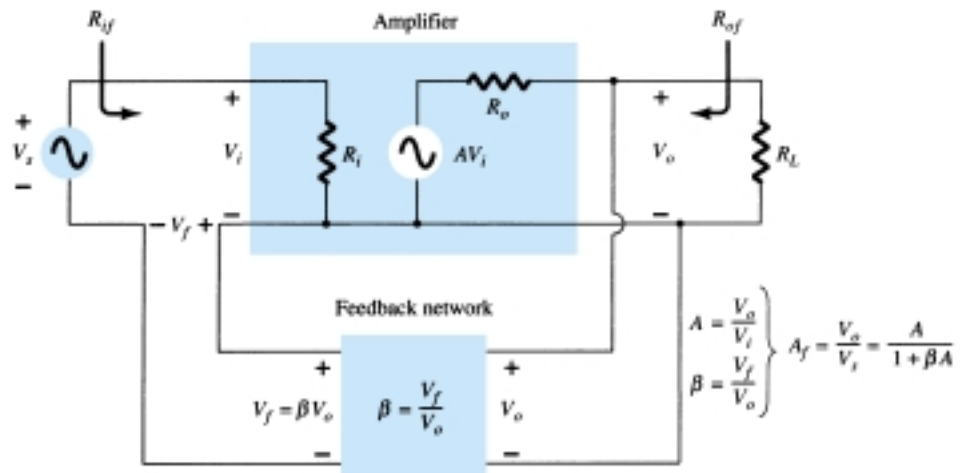 R_if
Amplifier
R_of
+
V_s
−
+
V_i
−
R_i
AV_i
R_o
+
V_o
−
R_L
− V_f +
Feedback network
+
V_f = βV_o
−
β = V_f / V_o
+
V_o
−
A = V_o / V_i
β = V_f / V_o
A_f = V_o / V_s = A / (1 + βA)